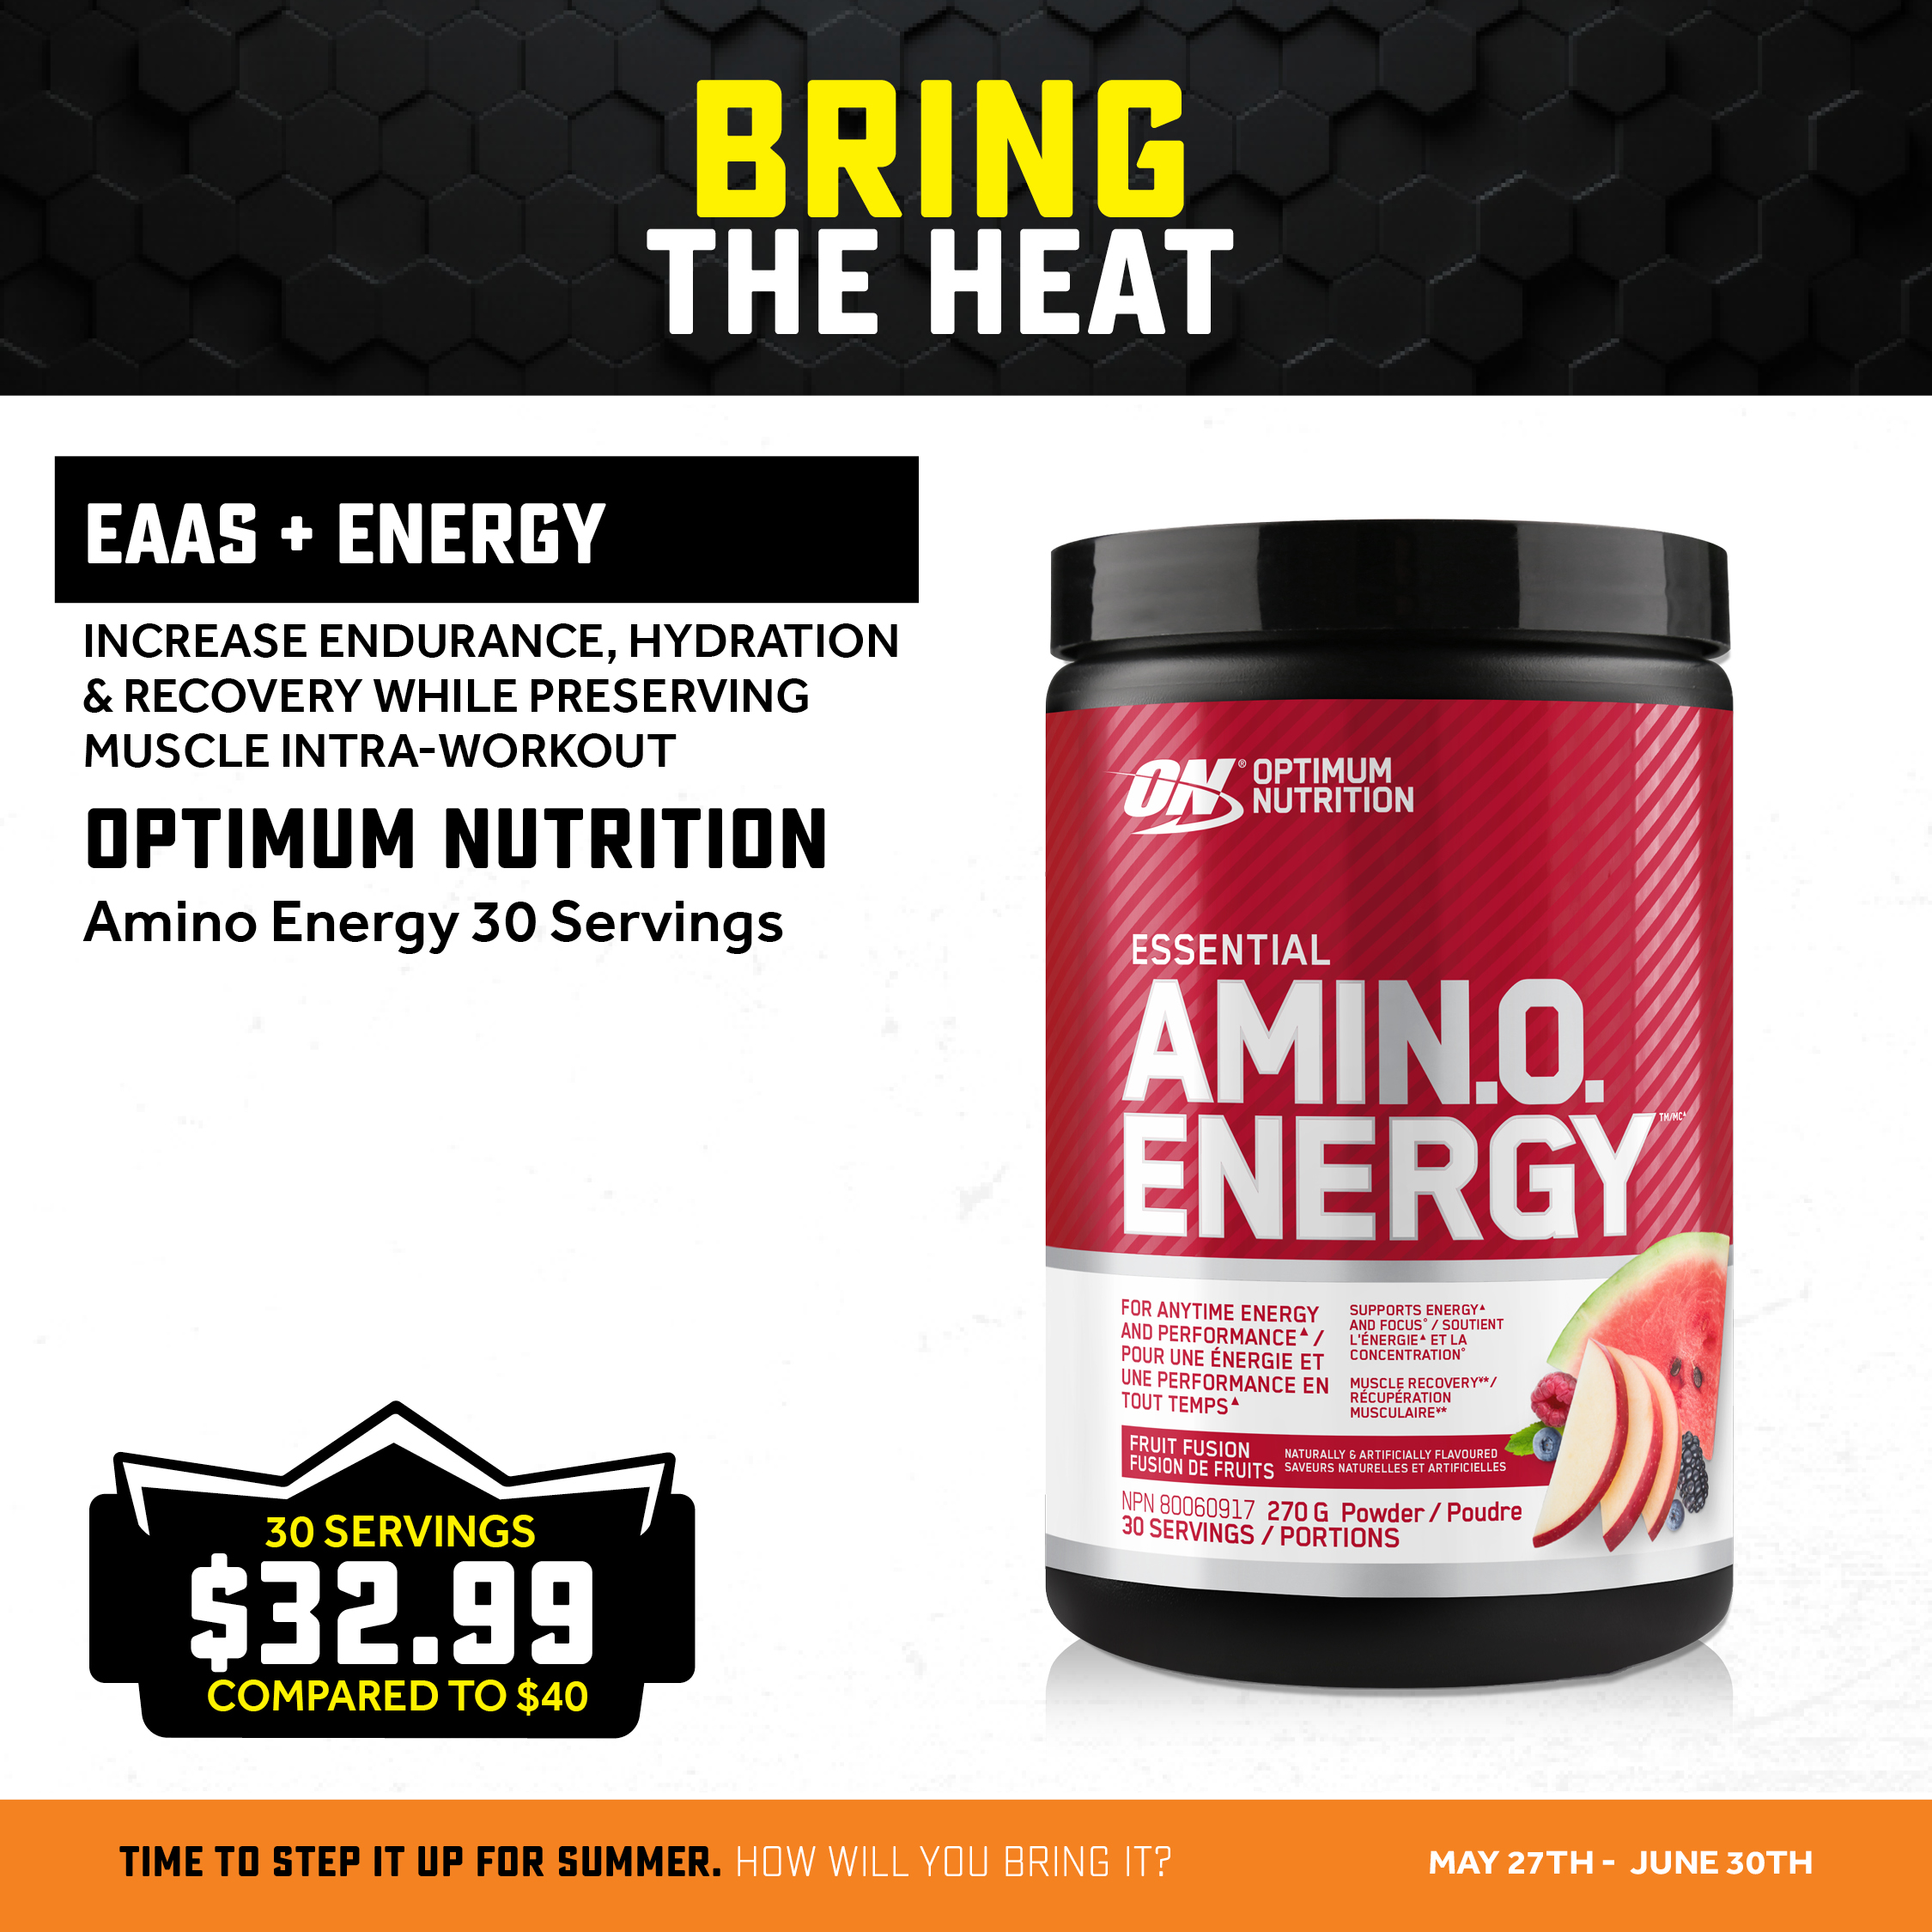 BRING
THE HEAT
EAAS + ENERGY
INCREASE ENDURANCE, HYDRATION
& RECOVERY WHILE PRESERVING
MUSCLE INTRA-WORKOUT
OPTIMUM NUTRITION
Amino Energy 30 Servings
30 SERVINGS
$32.99
COMPARED TO $40
ON® OPTIMUM
NUTRITION
ESSENTIAL
AMIN.O.
ENERGY TM/MC▲
FOR ANYTIME ENERGY
AND PERFORMANCE▲ /
POUR UNE ÉNERGIE ET
UNE PERFORMANCE EN
TOUT TEMPS▲
SUPPORTS ENERGY▲
AND FOCUS° / SOUTIENT
L'ÉNERGIE▲ ET LA
CONCENTRATION°
MUSCLE RECOVERY¥*/
RÉCUPÉRATION
MUSCULAIRE¥*
FRUIT FUSION
FUSION DE FRUITS
NATURALLY & ARTIFICIALLY FLAVOURED
SAVEURS NATURELLES ET ARTIFICIELLES
NPN 80060917 270 G Powder / Poudre
30 SERVINGS / PORTIONS
TIME TO STEP IT UP FOR SUMMER. HOW WILL YOU BRING IT?
MAY 27TH - JUNE 30TH